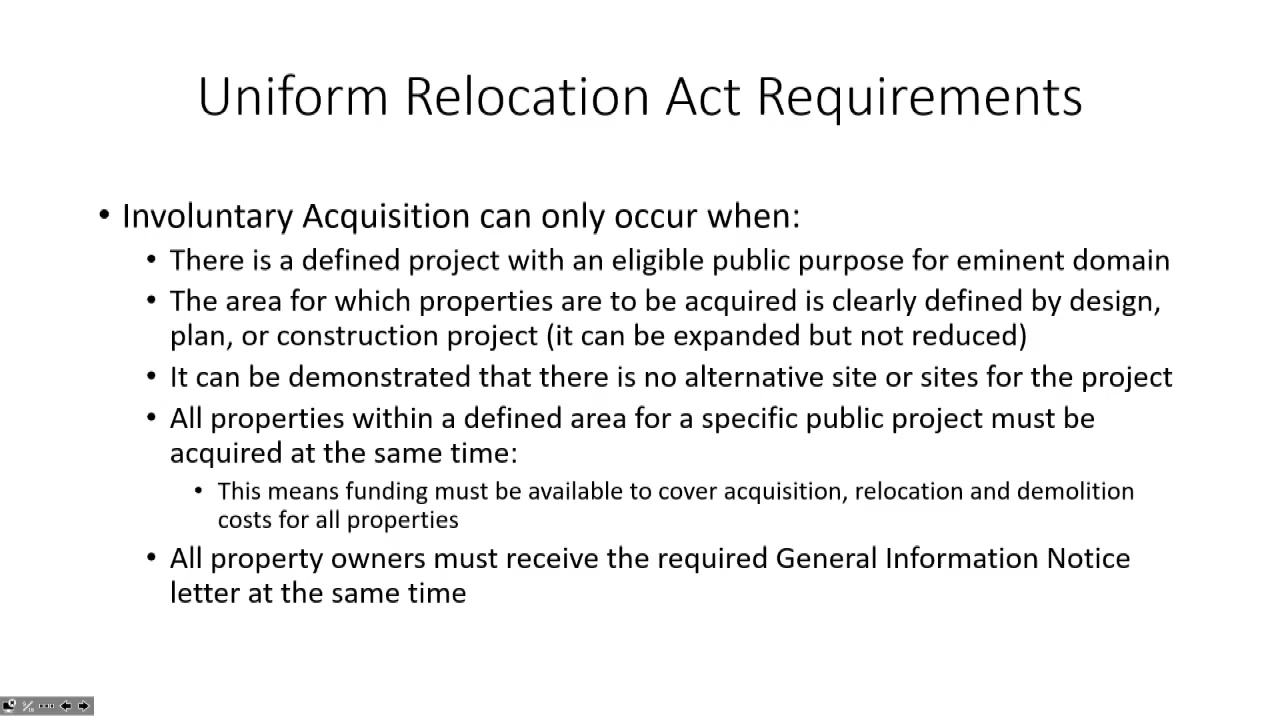 Uniform Relocation Act Requirements
• Involuntary Acquisition can only occur when:
• There is a defined project with an eligible public purpose for eminent domain
• The area for which properties are to be acquired is clearly defined by design,
plan, or construction project (it can be expanded but not reduced)
• It can be demonstrated that there is no alternative site or sites for the project
• All properties within a defined area for a specific public project must be
acquired at the same time:
• This means funding must be available to cover acquisition, relocation and demolition
costs for all properties
• All property owners must receive the required General Information Notice
letter at the same time